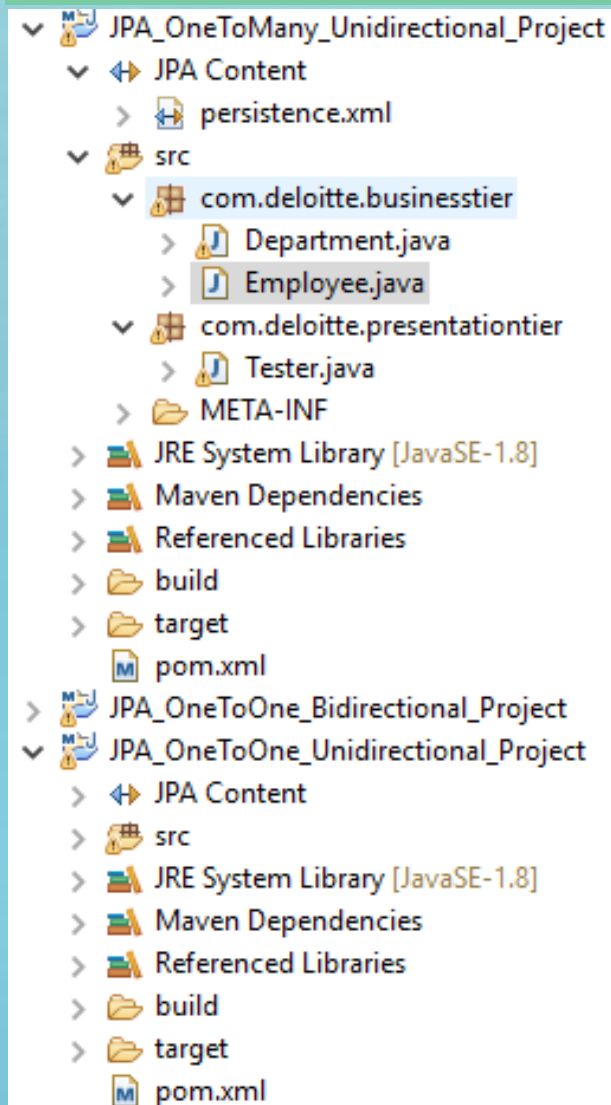 JPA_OneToMany_Unidirectional_Project
JPA Content
persistence.xml
src
com.deloitte.businesstier
Department.java
Employee.java
com.deloitte.presentationtier
Tester.java
META-INF
JRE System Library [JavaSE-1.8]
Maven Dependencies
Referenced Libraries
build
target
pom.xml
JPA_OneToOne_Bidirectional_Project
JPA_OneToOne_Unidirectional_Project
JPA Content
src
JRE System Library [JavaSE-1.8]
Maven Dependencies
Referenced Libraries
build
target
pom.xml